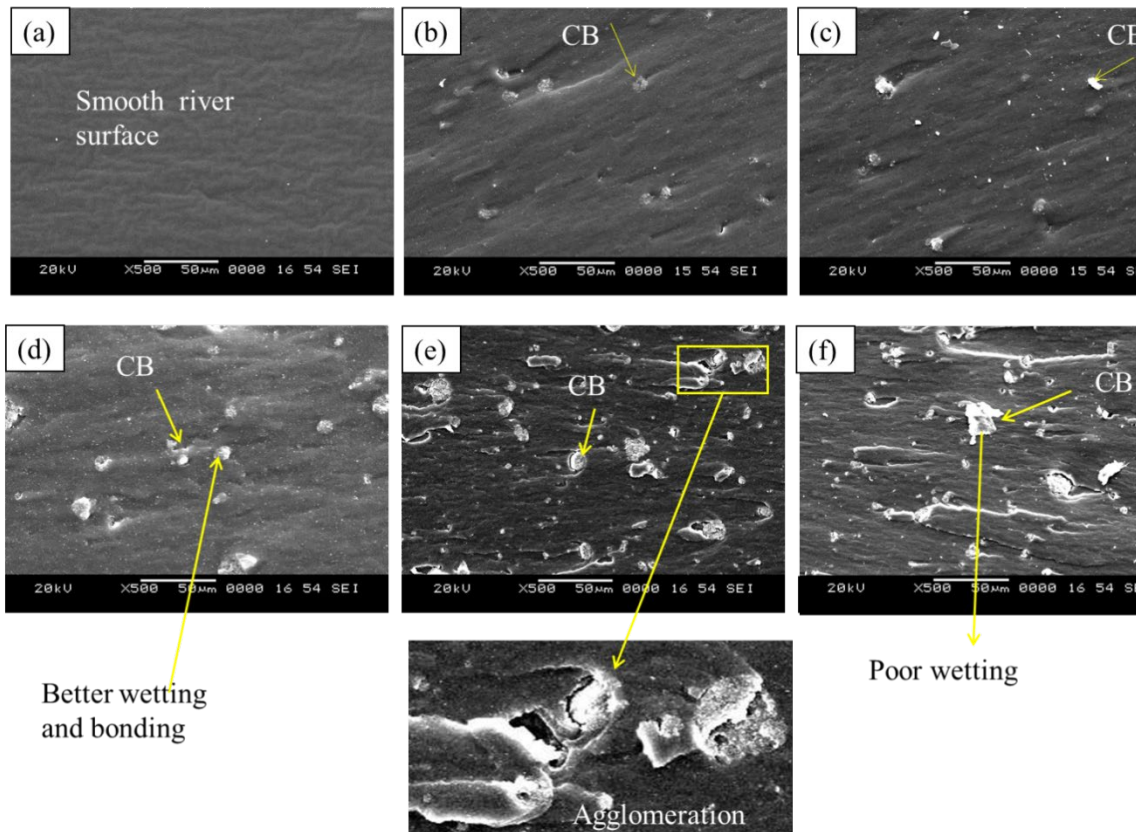 (a)
Smooth river
surface
20kV X500 50μm 0000 16 54 SEI
(b)
CB
20kV X500 50μm 0000 15 54 SEI
(c)
CB
20kV X500 50μm 0000 15 54 SEI
(d)
CB
20kV X500 50μm 0000 16 54 SEI
Better wetting
and bonding
(e)
CB
20kV X500 50μm 0000 16 54 SEI
Agglomeration
(f)
CB
20kV X500 50μm 0000 16 54 SEI
Poor wetting